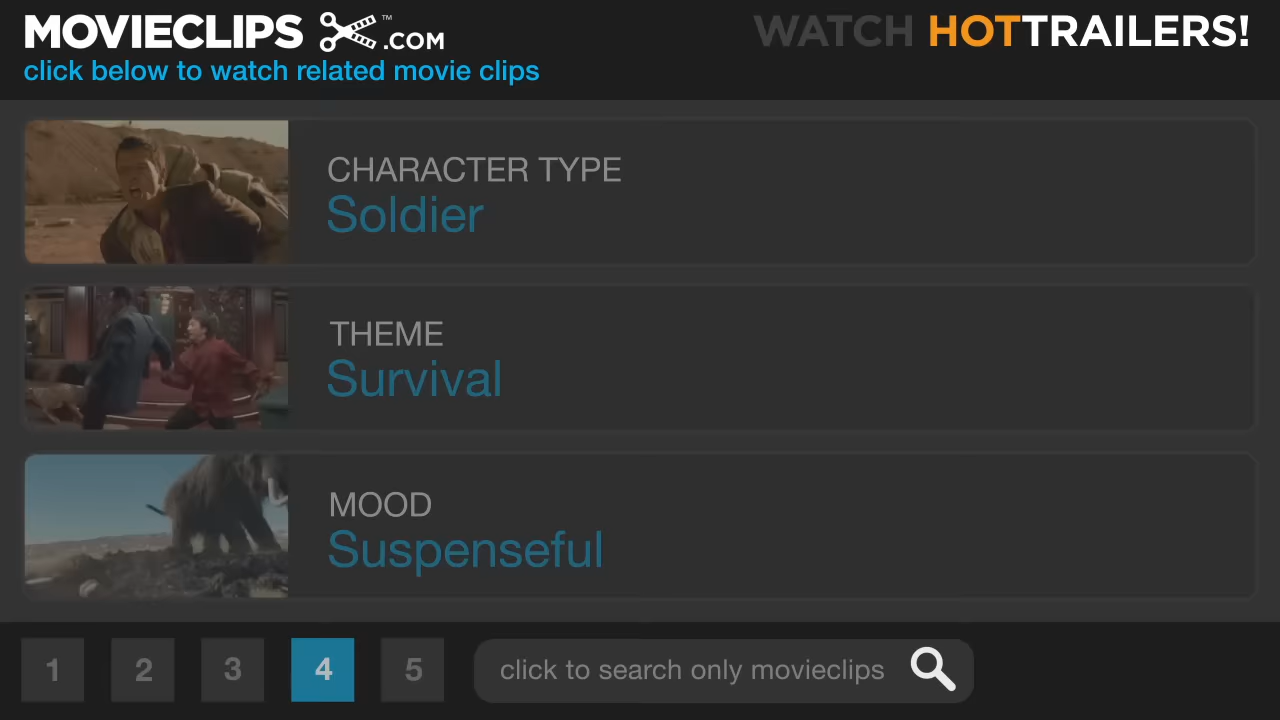 MOVIECLIPS™.COM
WATCH HOTTRAILERS!
click below to watch related movie clips
CHARACTER TYPE
Soldier
THEME
Survival
MOOD
Suspenseful
1 2 3 4 5
click to search only movieclips